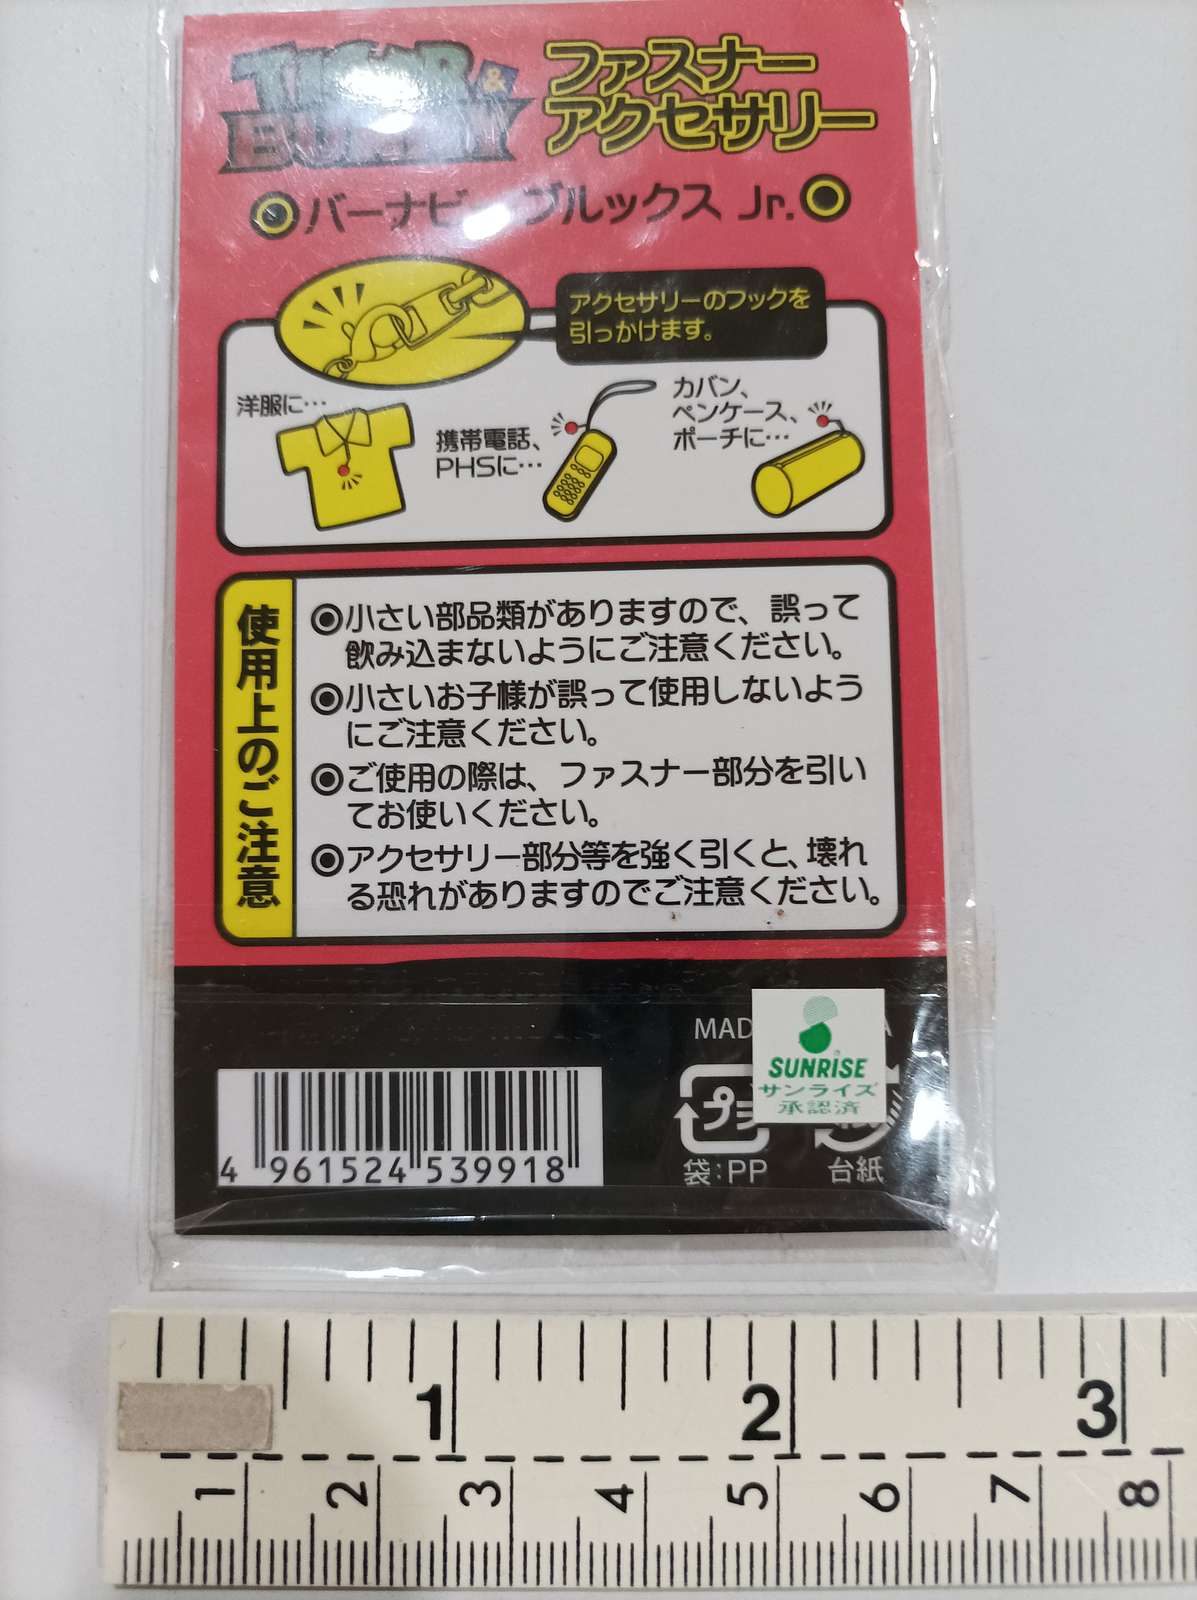 TIGER &
BUNNY
ファスナー
アクセサリー
バーナビー ブルックス Jr.
アクセサリーのフックを
引っかけます。
洋服に…
携帯電話、
PHSに…
カバン、
ペンケース、
ポーチに…
使用上のご注意
◉小さい部品類がありますので、誤って
飲み込まないようにご注意ください。
◉小さいお子様が誤って使用しないよう
にご注意ください。
◉ご使用の際は、ファスナー部分を引い
てお使いください。
◉アクセサリー部分等を強く引くと、壊れ
る恐れがありますのでご注意ください。
MAD A
SUNRISE
サンライズ
承認済
プラ
袋:PP
台紙
4 961524 539918
1 2 3
1 2 3 4 5 6 7 8